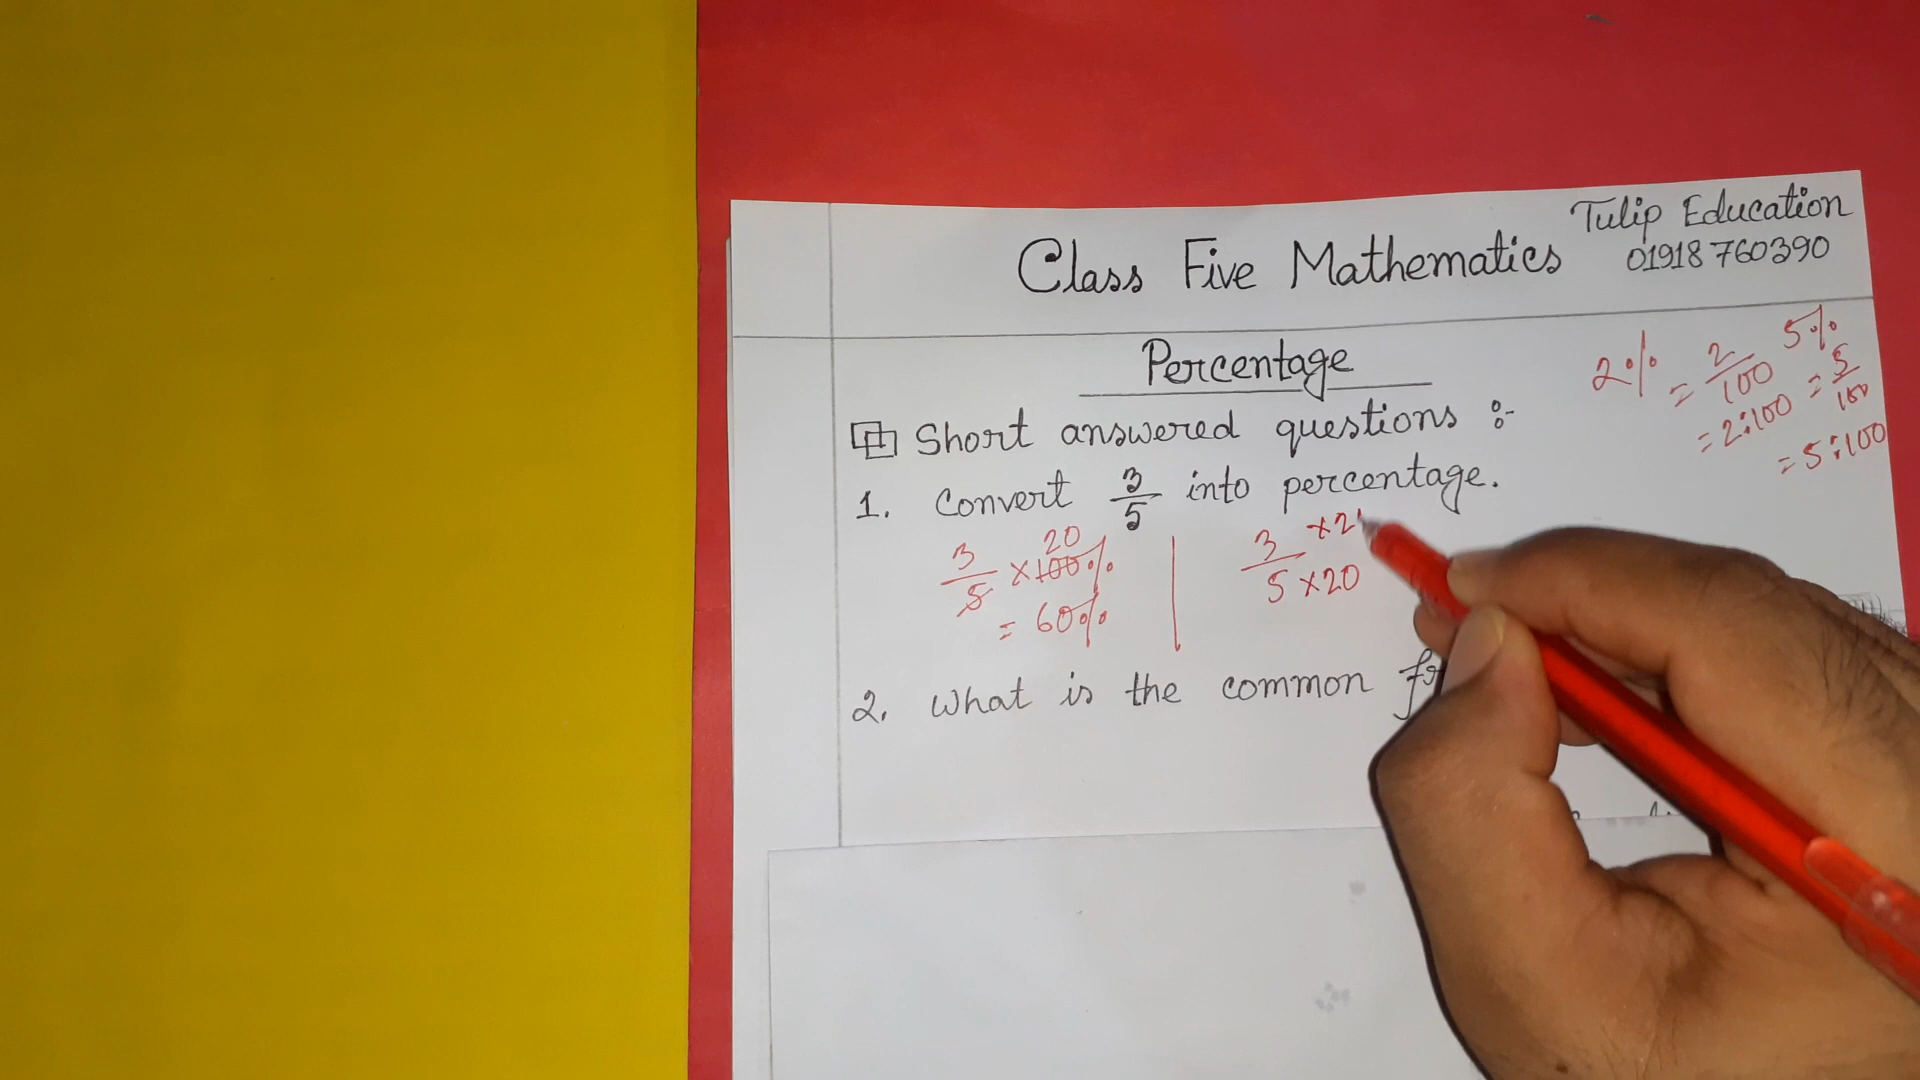 Tulip Education
Class Five Mathematics 01918760390
Percentage
Short answered questions :-
2% = 2/100 = 2:100
5% = 5/100 = 5:100
1. Convert 3/5 into percentage.
3/5 × 100% 20
= 60%
3 ×2
5 ×20
2. What is the common